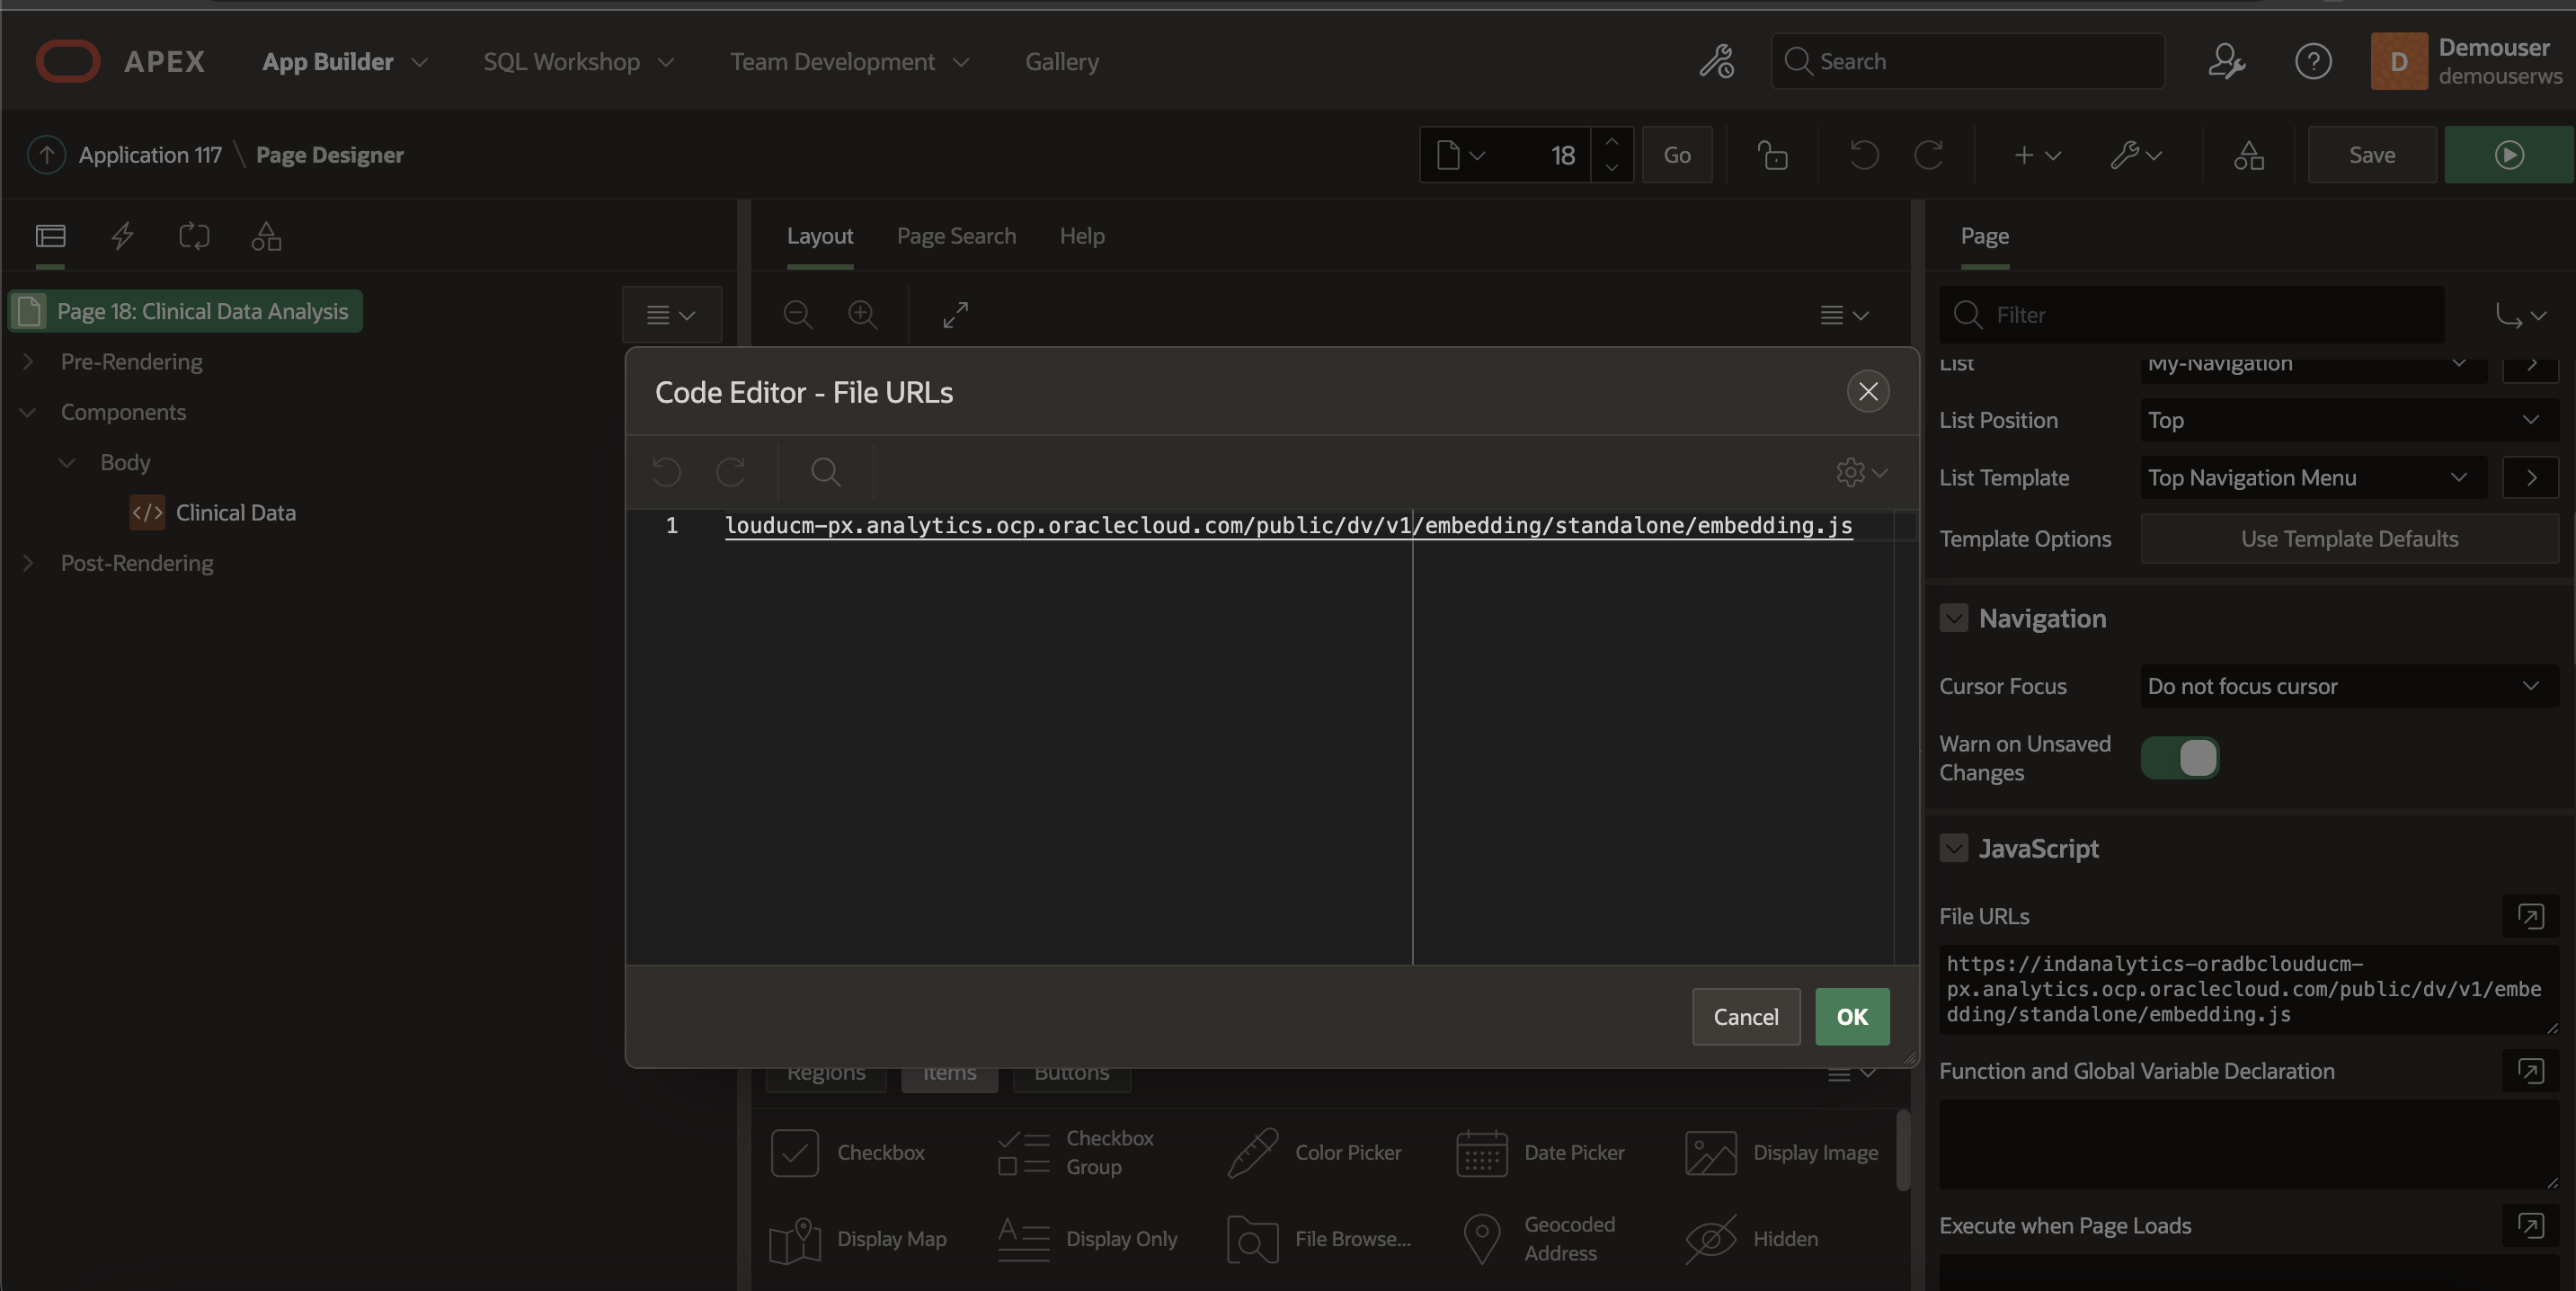 APEX
App Builder
SQL Workshop
Team Development
Gallery
Search
D
Demouser
demouserws
Application 117 \ Page Designer
18
Go
Save
Page 18: Clinical Data Analysis
Pre-Rendering
Components
Body
Clinical Data
Post-Rendering
Layout
Page Search
Help
Code Editor - File URLs
1
louducm-px.analytics.ocp.oraclecloud.com/public/dv/v1/embedding/standalone/embedding.js
Cancel
OK
Regions
Items
Buttons
Checkbox
Checkbox
Group
Color Picker
Date Picker
Display Image
Display Map
Display Only
File Browse...
Geocoded
Address
Hidden
Page
Filter
List
My-Navigation
List Position
Top
List Template
Top Navigation Menu
Template Options
Use Template Defaults
Navigation
Cursor Focus
Do not focus cursor
Warn on Unsaved
Changes
JavaScript
File URLs
https://indanalytics-oradbclouducm-
px.analytics.ocp.oraclecloud.com/public/dv/v1/embe
dding/standalone/embedding.js
Function and Global Variable Declaration
Execute when Page Loads